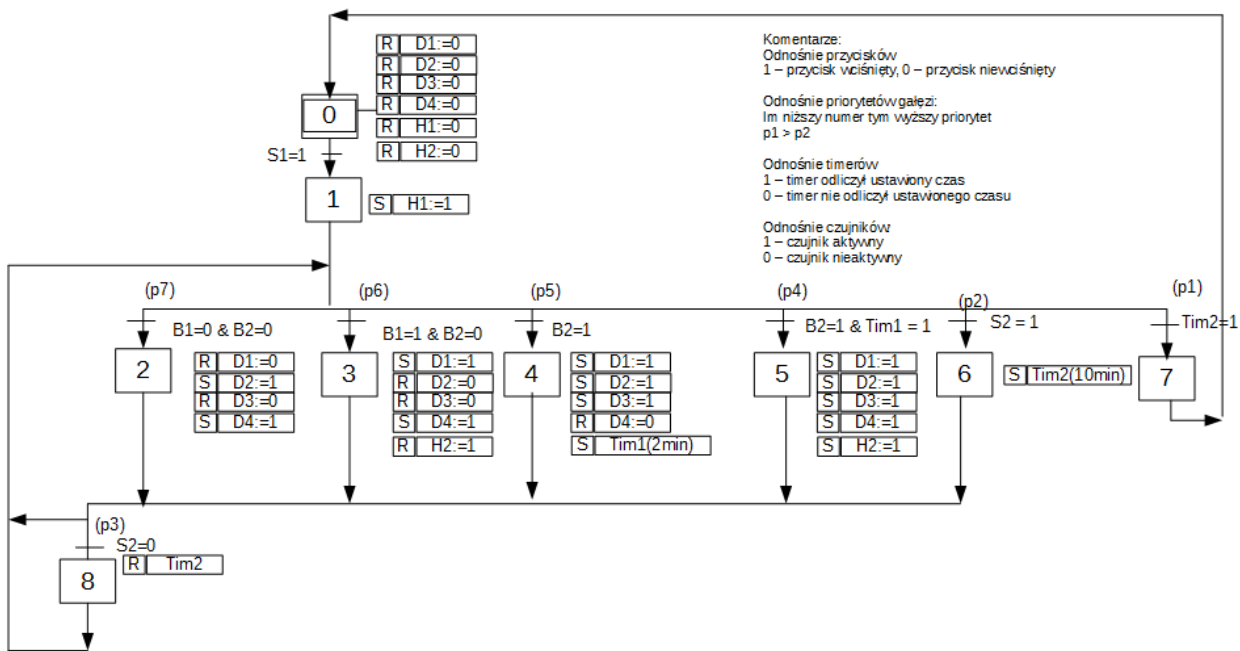 R D1:=0
R D2:=0
R D3:=0
R D4:=0
R H1:=0
R H2:=0
0
S1=1
1
S H1:=1
Komentarze:
Odnośnie przycisków
1 – przycisk wciśnięty, 0 – przycisk niewciśnięty
Odnośnie priorytetów gałęzi:
Im niższy numer tym wyższy priorytet
p1 > p2
Odnośnie timerów
1 – timer odliczył ustawiony czas
0 – timer nie odliczył ustawionego czasu
Odnośnie czujników:
1 – czujnik aktywny
0 – czujnik nieaktywny
(p7)
B1=0 & B2=0
2
R D1:=0
S D2:=1
R D3:=0
S D4:=1
(p6)
B1=1 & B2=0
3
S D1:=1
R D2:=0
R D3:=0
S D4:=1
R H2:=1
(p5)
B2=1
4
S D1:=1
S D2:=1
S D3:=1
R D4:=0
S Tim1(2min)
(p4)
B2=1 & Tim1 = 1
5
S D1:=1
S D2:=1
S D3:=1
S D4:=1
S H2:=1
(p2)
S2 = 1
6
S Tim2(10min)
(p1)
Tim2=1
7
(p3)
S2=0
8
R Tim2